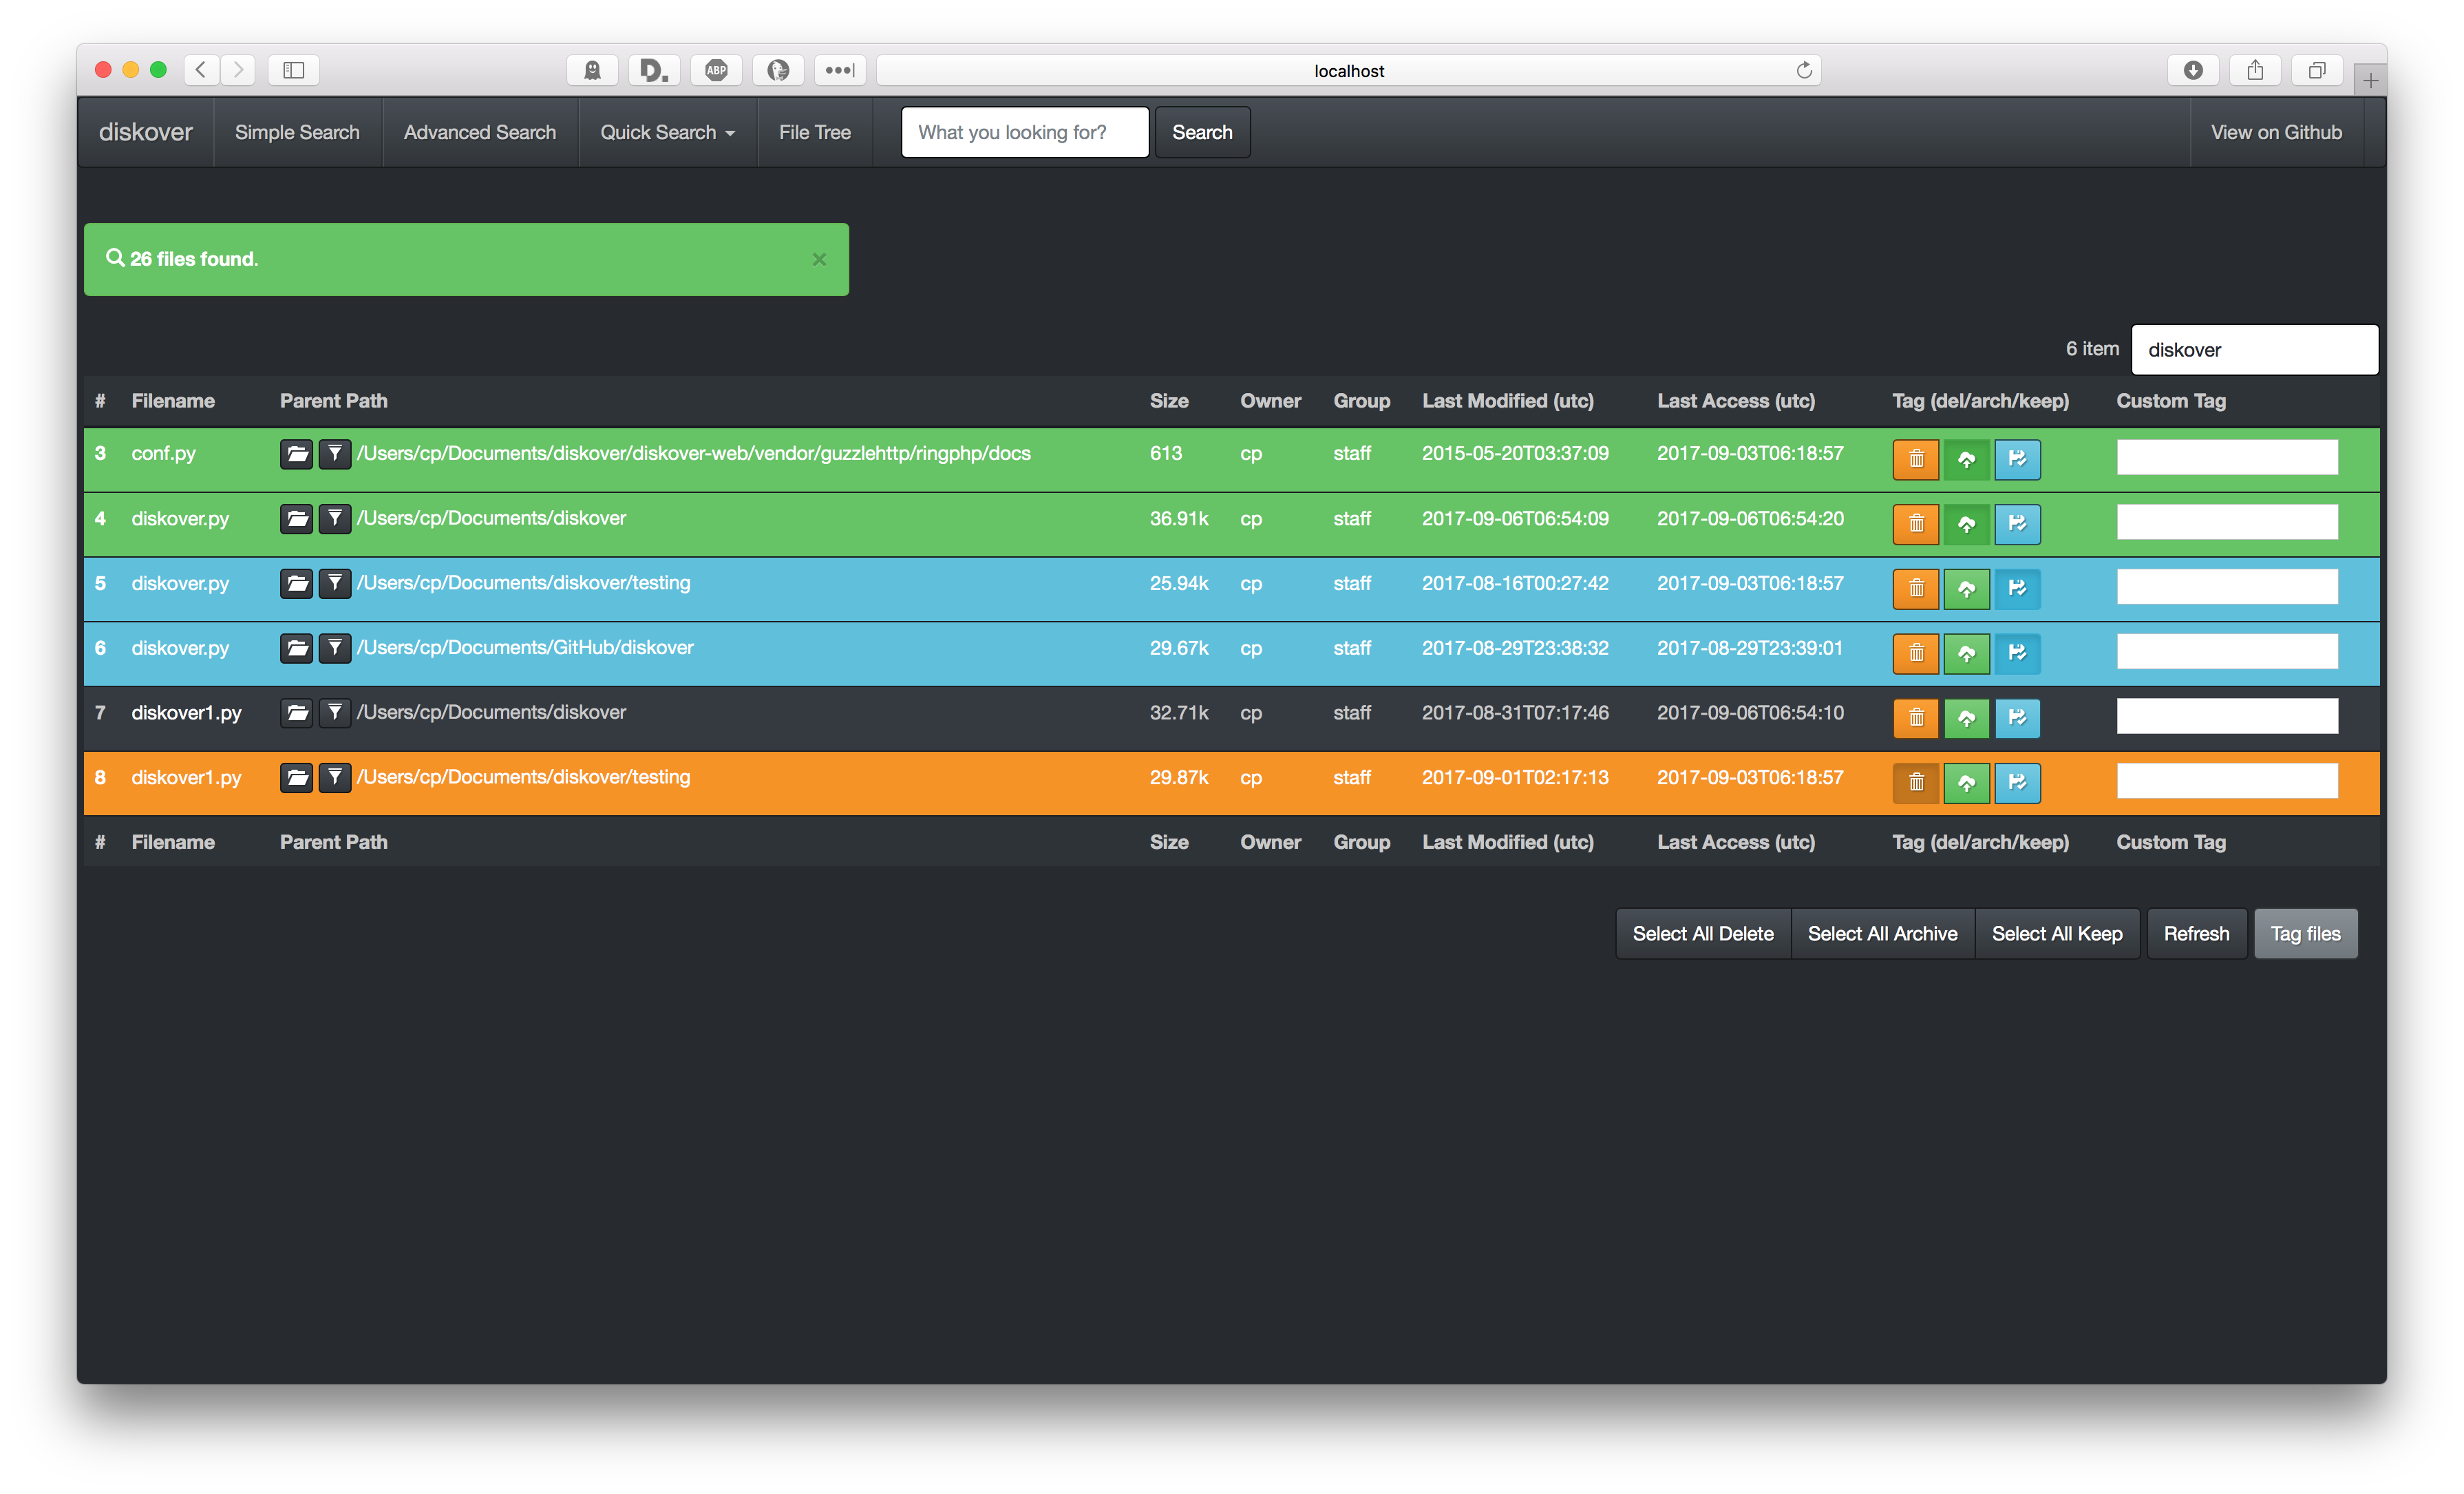 D. ABP localhost
diskover Simple Search Advanced Search Quick Search File Tree What you looking for? Search View on Github
26 files found. ×
6 item diskover
# Filename Parent Path Size Owner Group Last Modified (utc) Last Access (utc) Tag (del/arch/keep) Custom Tag
3 conf.py /Users/cp/Documents/diskover/diskover-web/vendor/guzzlehttp/ringphp/docs 613 cp staff 2015-05-20T03:37:09 2017-09-03T06:18:57
4 diskover.py /Users/cp/Documents/diskover 36.91k cp staff 2017-09-06T06:54:09 2017-09-06T06:54:20
5 diskover.py /Users/cp/Documents/diskover/testing 25.94k cp staff 2017-08-16T00:27:42 2017-09-03T06:18:57
6 diskover.py /Users/cp/Documents/GitHub/diskover 29.67k cp staff 2017-08-29T23:38:32 2017-08-29T23:39:01
7 diskover1.py /Users/cp/Documents/diskover 32.71k cp staff 2017-08-31T07:17:46 2017-09-06T06:54:10
8 diskover1.py /Users/cp/Documents/diskover/testing 29.87k cp staff 2017-09-01T02:17:13 2017-09-03T06:18:57
# Filename Parent Path Size Owner Group Last Modified (utc) Last Access (utc) Tag (del/arch/keep) Custom Tag
Select All Delete Select All Archive Select All Keep Refresh Tag files